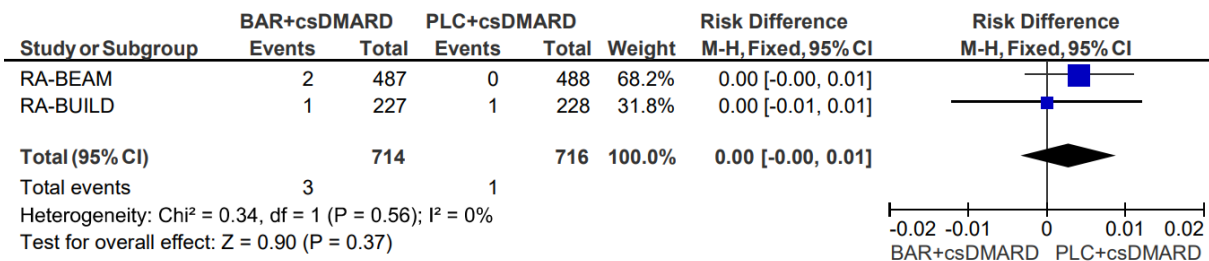 BAR+csDMARD PLC+csDMARD Risk Difference Risk Difference
Study or Subgroup Events Total Events Total Weight M-H, Fixed, 95% CI M-H, Fixed, 95% CI
RA-BEAM 2 487 0 488 68.2% 0.00 [-0.00, 0.01]
RA-BUILD 1 227 1 228 31.8% 0.00 [-0.01, 0.01]
Total (95% CI) 714 716 100.0% 0.00 [-0.00, 0.01]
Total events 3 1
Heterogeneity: Chi² = 0.34, df = 1 (P = 0.56); I² = 0%
Test for overall effect: Z = 0.90 (P = 0.37)
-0.02 -0.01 0 0.01 0.02
BAR+csDMARD PLC+csDMARD